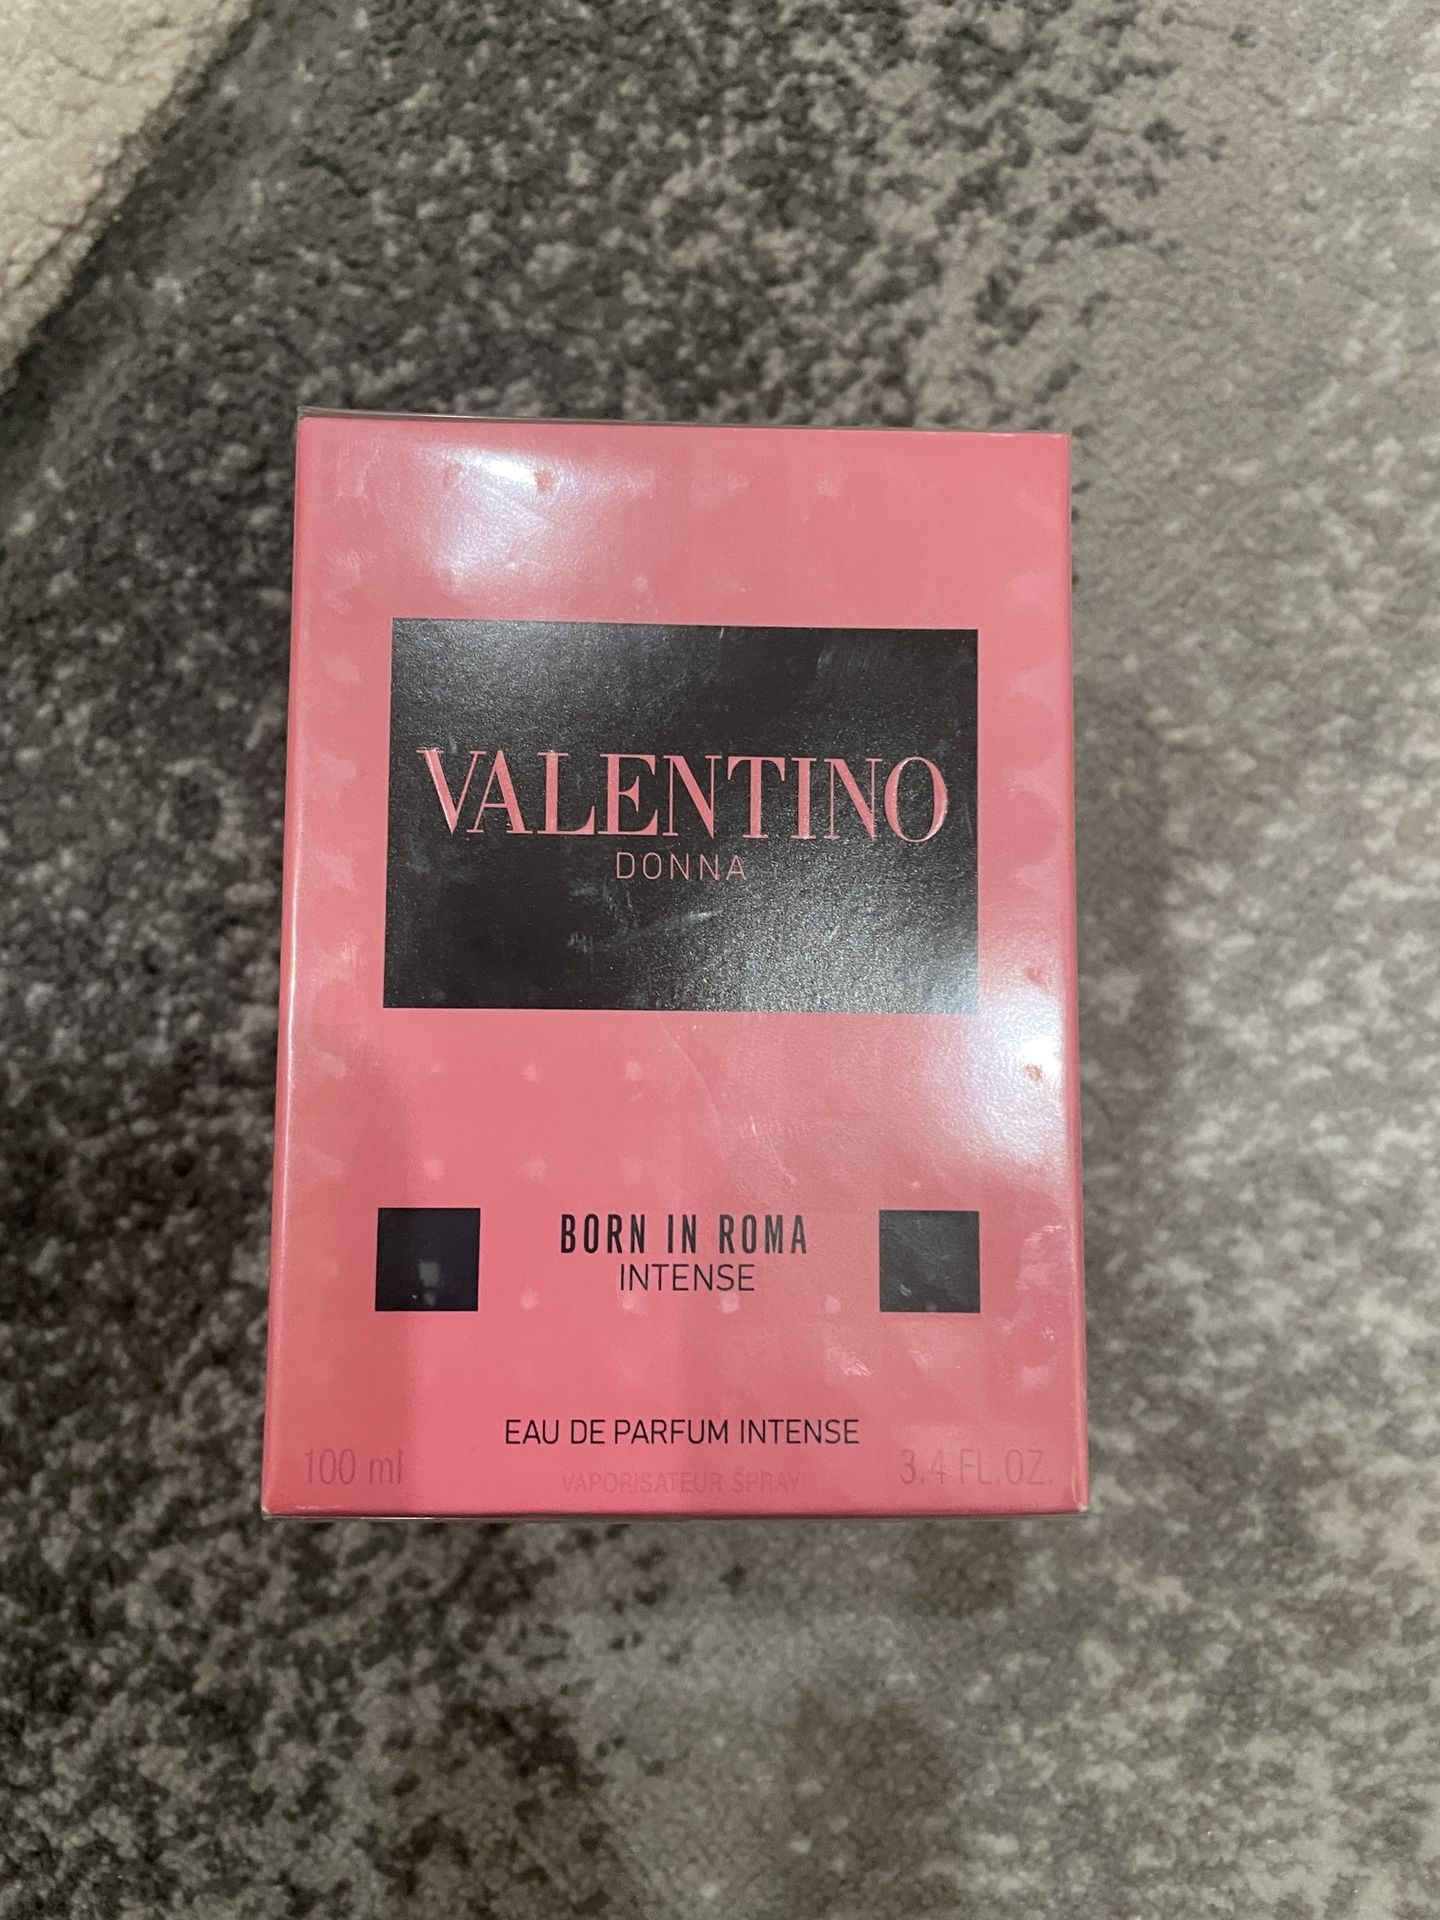 VALENTINO
DONNA
BORN IN ROMA
INTENSE
EAU DE PARFUM INTENSE
100 ml VAPORISATEUR SPRAY 3.4 FL.OZ.